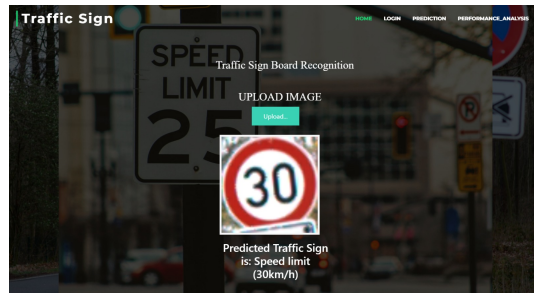 Traffic Sign
HOME LOGIN PREDICTION PERFORMANCE_ANALYSIS
SPEED
LIMIT
25
Traffic Sign Board Recognition
UPLOAD IMAGE
Upload...
30
Predicted Traffic Sign
is: Speed limit
(30km/h)